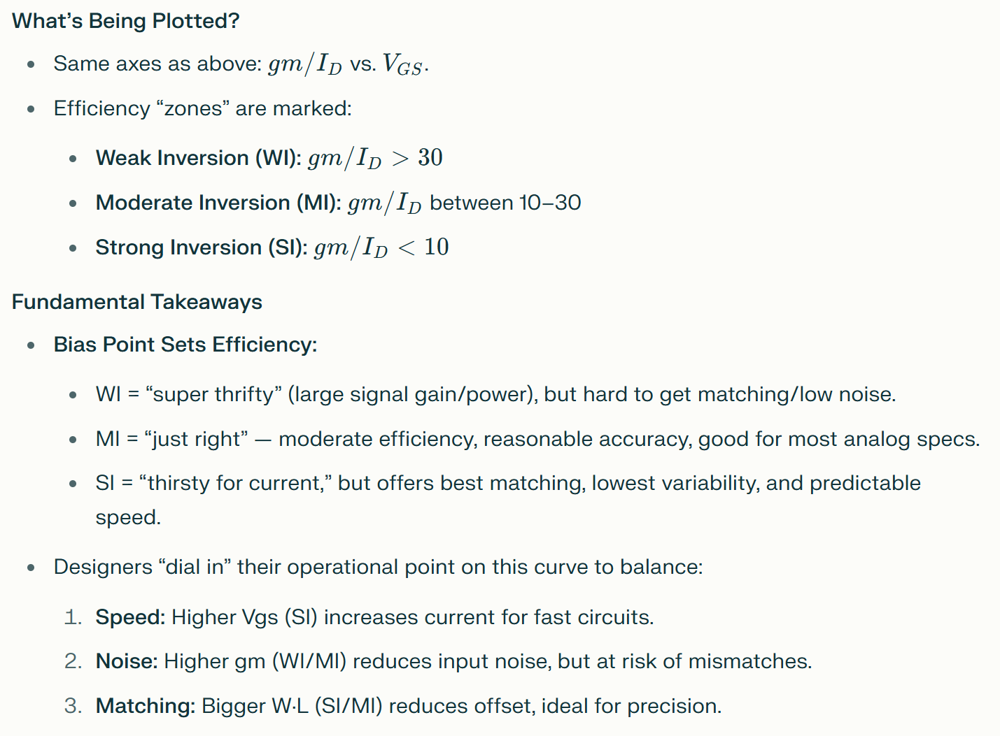 What’s Being Plotted?
Same axes as above: gm/I_D vs. V_GS.
Efficiency “zones” are marked:
Weak Inversion (WI): gm/I_D > 30
Moderate Inversion (MI): gm/I_D between 10–30
Strong Inversion (SI): gm/I_D < 10
Fundamental Takeaways
Bias Point Sets Efficiency:
WI = “super thrifty” (large signal gain/power), but hard to get matching/low noise.
MI = “just right” — moderate efficiency, reasonable accuracy, good for most analog specs.
SI = “thirsty for current,” but offers best matching, lowest variability, and predictable
speed.
Designers “dial in” their operational point on this curve to balance:
1. Speed: Higher Vgs (SI) increases current for fast circuits.
2. Noise: Higher gm (WI/MI) reduces input noise, but at risk of mismatches.
3. Matching: Bigger W·L (SI/MI) reduces offset, ideal for precision.